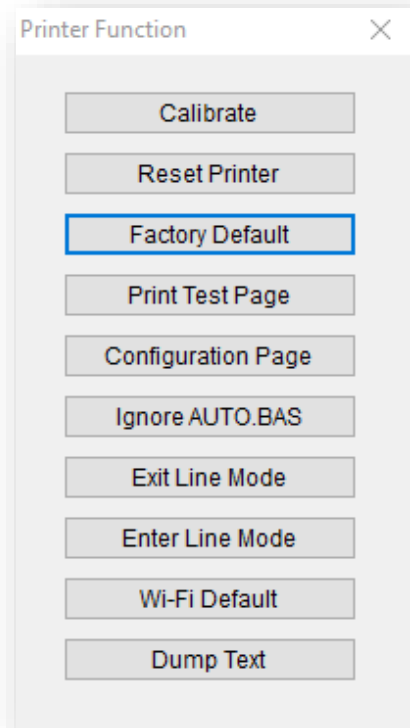 Printer Function
Calibrate
Reset Printer
Factory Default
Print Test Page
Configuration Page
Ignore AUTO.BAS
Exit Line Mode
Enter Line Mode
Wi-Fi Default
Dump Text